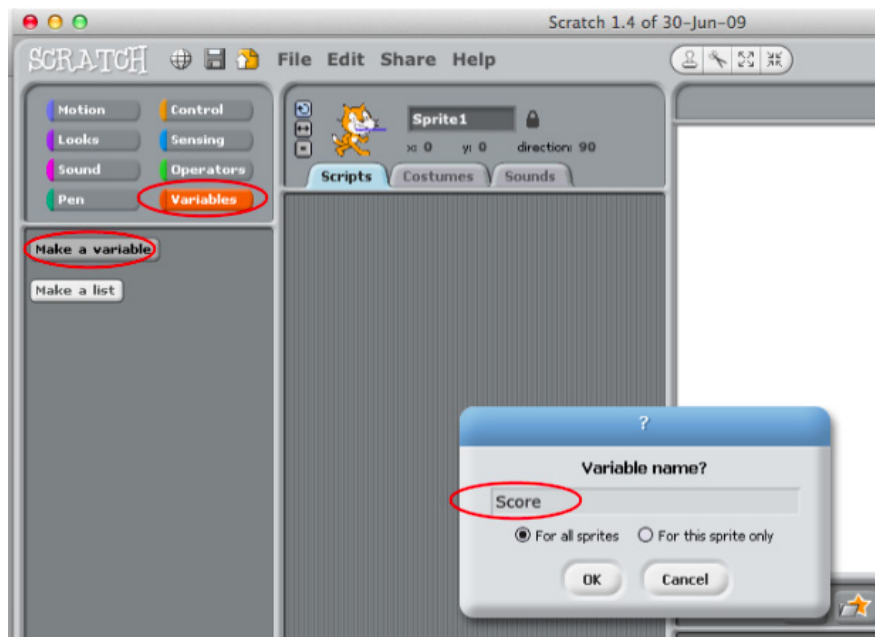 Scratch 1.4 of 30-Jun-09
SCRATCH File Edit Share Help
Motion Control
Looks Sensing
Sound Operators
Pen Variables
Sprite1
x: 0 y: 0 direction: 90
Scripts Costumes Sounds
Make a variable
Make a list
?
Variable name?
Score
For all sprites For this sprite only
OK Cancel